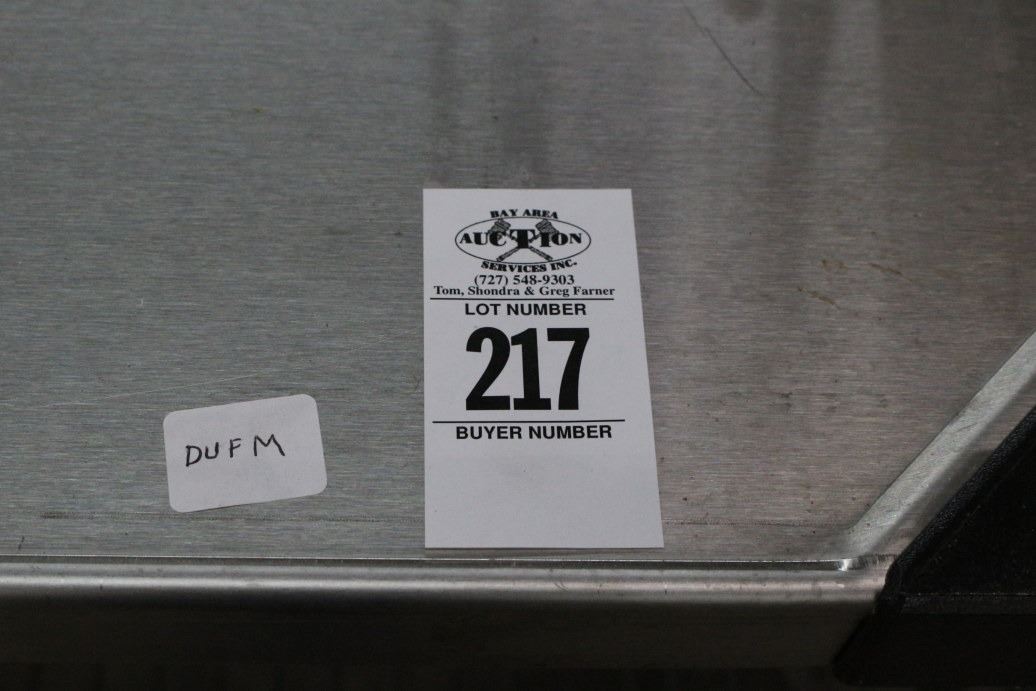 BAY AREA
AUCTION
SERVICES INC.
(727) 548-9303
Tom, Shondra & Greg Farner
LOT NUMBER
217
BUYER NUMBER
DUFM